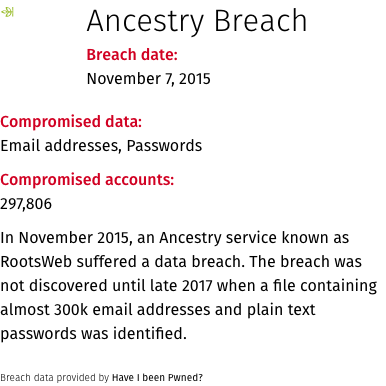 Ancestry Breach
Breach date:
November 7, 2015
Compromised data:
Email addresses, Passwords
Compromised accounts:
297,806
In November 2015, an Ancestry service known as
RootsWeb suffered a data breach. The breach was
not discovered until late 2017 when a file containing
almost 300k email addresses and plain text
passwords was identified.
Breach data provided by Have I been Pwned?